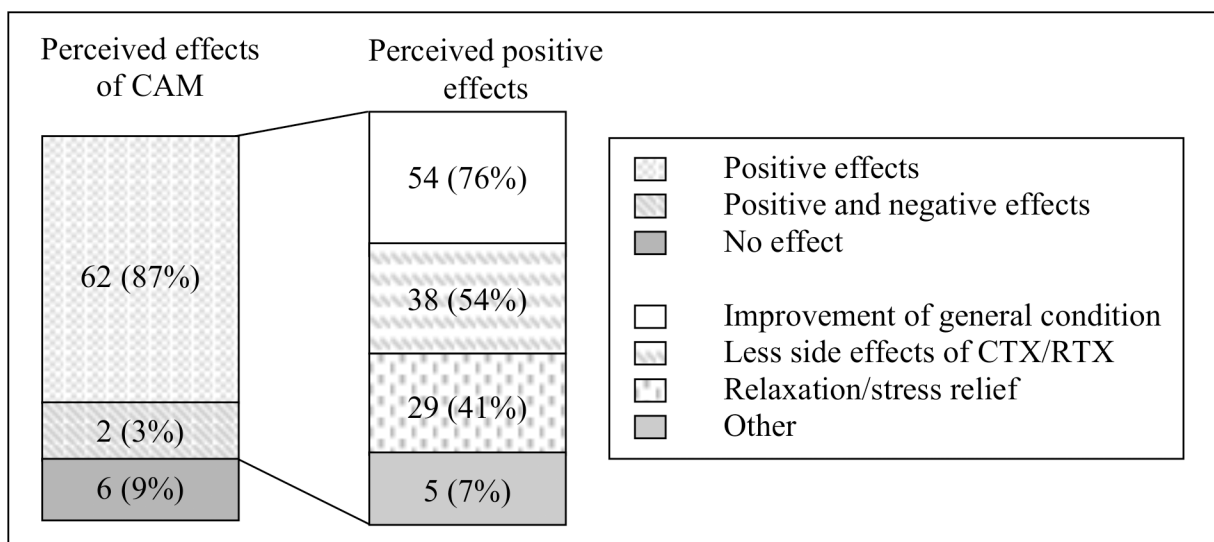 Perceived effects
of CAM
62 (87%)
2 (3%)
6 (9%)
Perceived positive
effects
54 (76%)
38 (54%)
29 (41%)
5 (7%)
Positive effects
Positive and negative effects
No effect
Improvement of general condition
Less side effects of CTX/RTX
Relaxation/stress relief
Other